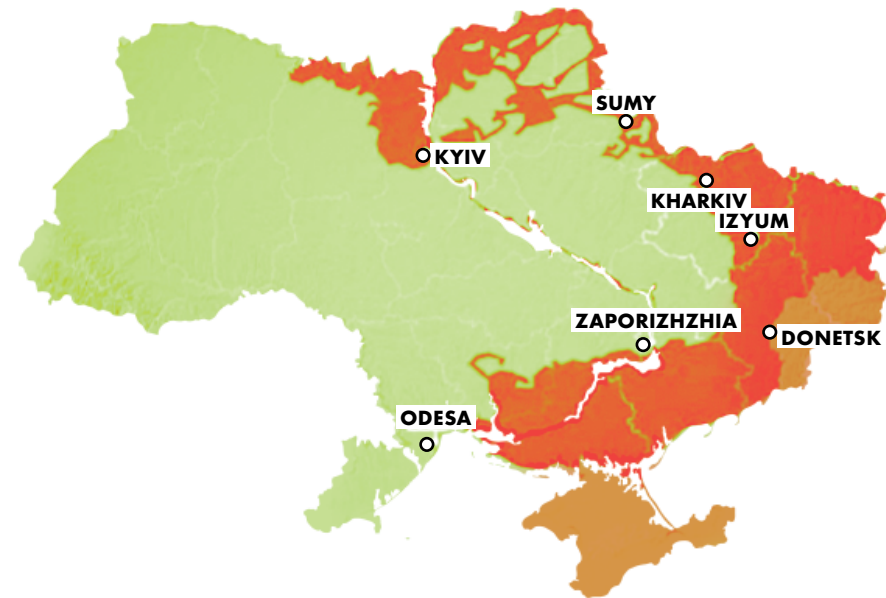 SUMY
KYIV
KHARKIV
IZYUM
ZAPORIZHZHIA
DONETSK
ODESA